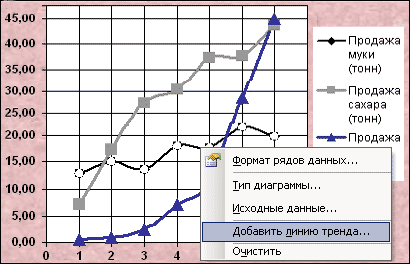 45,00
40,00
35,00
30,00
25,00
20,00
15,00
10,00
5,00
0,00
0 1 2 3 4
Продажа
муки
(тонн)
Продажа
сахара
(тонн)
Продажа
Формат рядов данных...
Тип диаграммы...
Исходные данные...
Добавить линию тренда...
Очистить